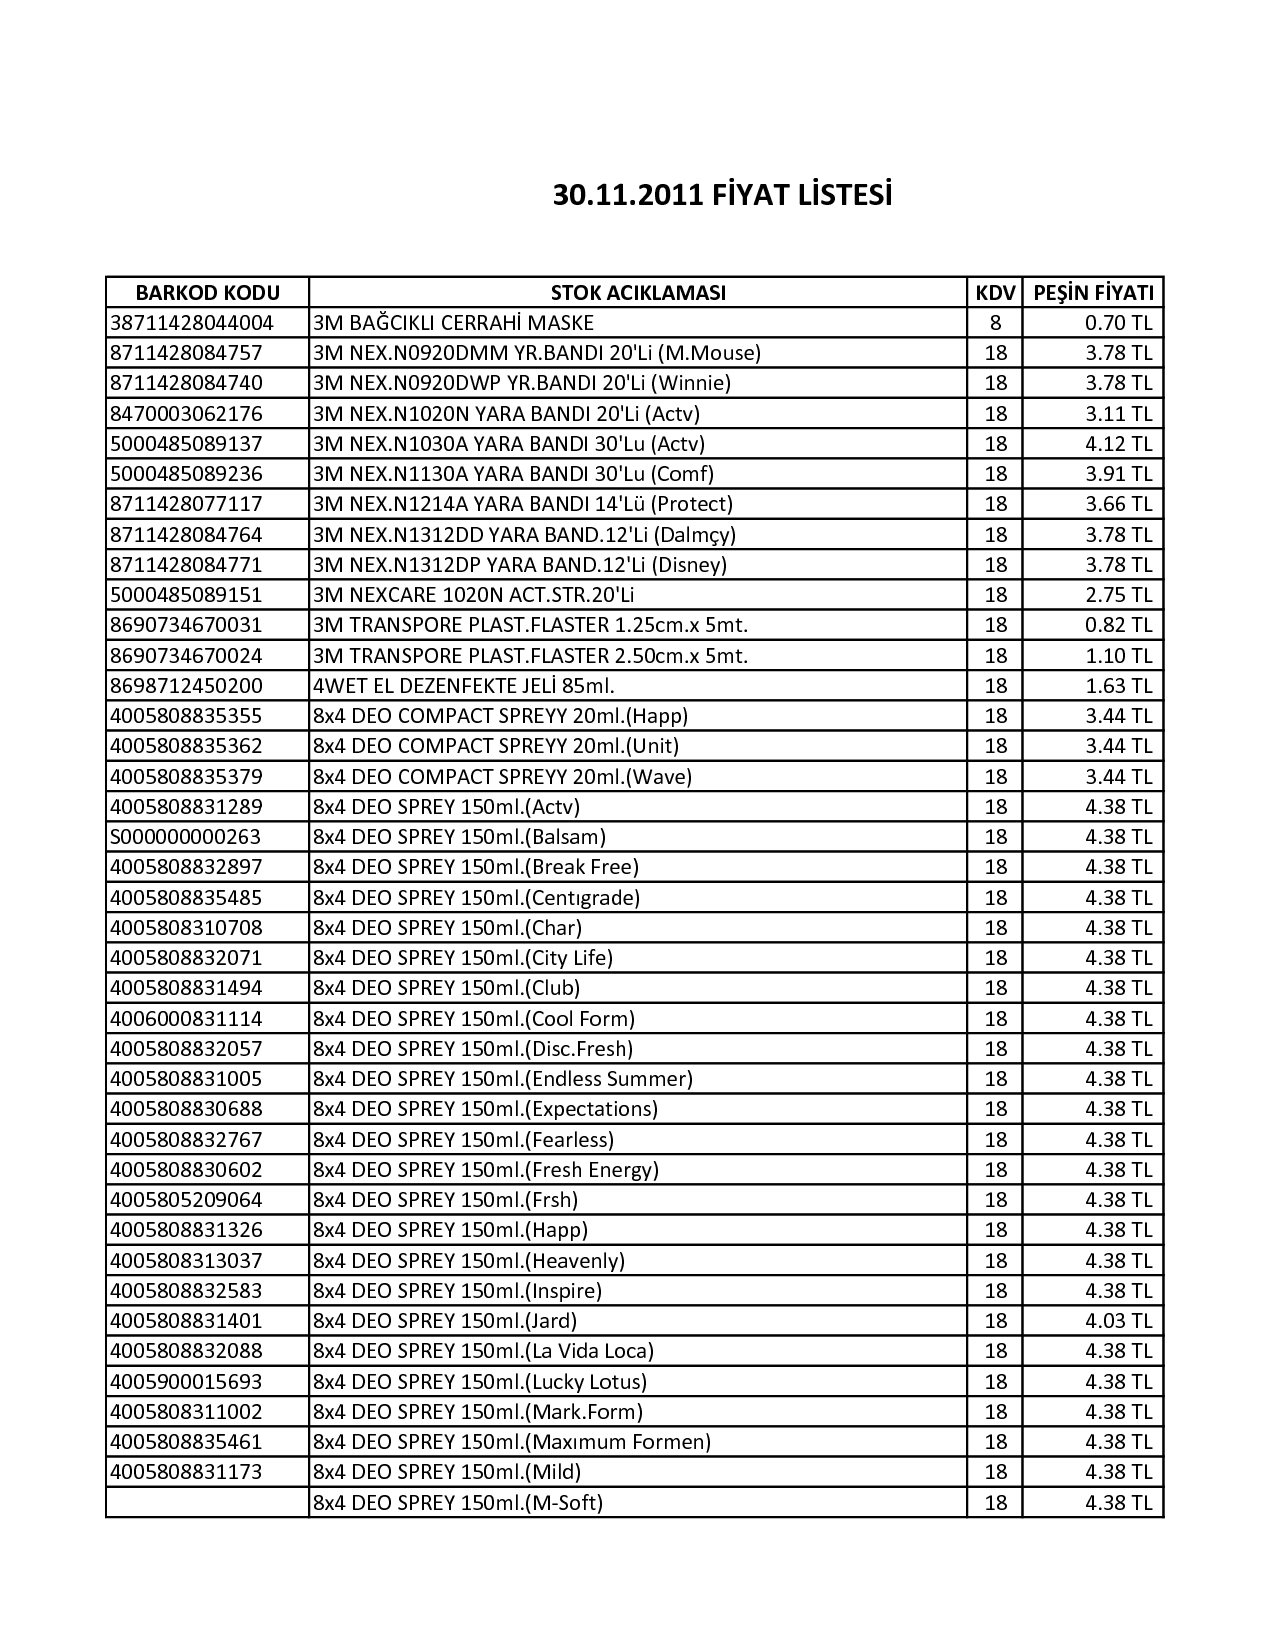 30.11.2011 FİYAT LİSTESİ
BARKOD KODU STOK ACIKLAMASI KDV PEŞİN FİYATI
38711428044004 3M BAĞCIKLI CERRAHİ MASKE 8 0.70 TL
8711428084757 3M NEX.N0920DMM YR.BANDI 20'Li (M.Mouse) 18 3.78 TL
8711428084740 3M NEX.N0920DWP YR.BANDI 20'Li (Winnie) 18 3.78 TL
8470003062176 3M NEX.N1020N YARA BANDI 20'Li (Actv) 18 3.11 TL
5000485089137 3M NEX.N1030A YARA BANDI 30'Lu (Actv) 18 4.12 TL
5000485089236 3M NEX.N1130A YARA BANDI 30'Lu (Comf) 18 3.91 TL
8711428077117 3M NEX.N1214A YARA BANDI 14'Lü (Protect) 18 3.66 TL
8711428084764 3M NEX.N1312DD YARA BAND.12'Li (Dalmçy) 18 3.78 TL
8711428084771 3M NEX.N1312DP YARA BAND.12'Li (Disney) 18 3.78 TL
5000485089151 3M NEXCARE 1020N ACT.STR.20'Li 18 2.75 TL
8690734670031 3M TRANSPORE PLAST.FLASTER 1.25cm.x 5mt. 18 0.82 TL
8690734670024 3M TRANSPORE PLAST.FLASTER 2.50cm.x 5mt. 18 1.10 TL
8698712450200 4WET EL DEZENFEKTE JELİ 85ml. 18 1.63 TL
4005808835355 8x4 DEO COMPACT SPREYY 20ml.(Happ) 18 3.44 TL
4005808835362 8x4 DEO COMPACT SPREYY 20ml.(Unit) 18 3.44 TL
4005808835379 8x4 DEO COMPACT SPREYY 20ml.(Wave) 18 3.44 TL
4005808831289 8x4 DEO SPREY 150ml.(Actv) 18 4.38 TL
S000000000263 8x4 DEO SPREY 150ml.(Balsam) 18 4.38 TL
4005808832897 8x4 DEO SPREY 150ml.(Break Free) 18 4.38 TL
4005808835485 8x4 DEO SPREY 150ml.(Centıgrade) 18 4.38 TL
4005808310708 8x4 DEO SPREY 150ml.(Char) 18 4.38 TL
4005808832071 8x4 DEO SPREY 150ml.(City Life) 18 4.38 TL
4005808831494 8x4 DEO SPREY 150ml.(Club) 18 4.38 TL
4006000831114 8x4 DEO SPREY 150ml.(Cool Form) 18 4.38 TL
4005808832057 8x4 DEO SPREY 150ml.(Disc.Fresh) 18 4.38 TL
4005808831005 8x4 DEO SPREY 150ml.(Endless Summer) 18 4.38 TL
4005808830688 8x4 DEO SPREY 150ml.(Expectations) 18 4.38 TL
4005808832767 8x4 DEO SPREY 150ml.(Fearless) 18 4.38 TL
4005808830602 8x4 DEO SPREY 150ml.(Fresh Energy) 18 4.38 TL
4005805209064 8x4 DEO SPREY 150ml.(Frsh) 18 4.38 TL
4005808831326 8x4 DEO SPREY 150ml.(Happ) 18 4.38 TL
4005808313037 8x4 DEO SPREY 150ml.(Heavenly) 18 4.38 TL
4005808832583 8x4 DEO SPREY 150ml.(Inspire) 18 4.38 TL
4005808831401 8x4 DEO SPREY 150ml.(Jard) 18 4.03 TL
4005808832088 8x4 DEO SPREY 150ml.(La Vida Loca) 18 4.38 TL
4005900015693 8x4 DEO SPREY 150ml.(Lucky Lotus) 18 4.38 TL
4005808311002 8x4 DEO SPREY 150ml.(Mark.Form) 18 4.38 TL
4005808835461 8x4 DEO SPREY 150ml.(Maxımum Formen) 18 4.38 TL
4005808831173 8x4 DEO SPREY 150ml.(Mild) 18 4.38 TL
8x4 DEO SPREY 150ml.(M-Soft) 18 4.38 TL